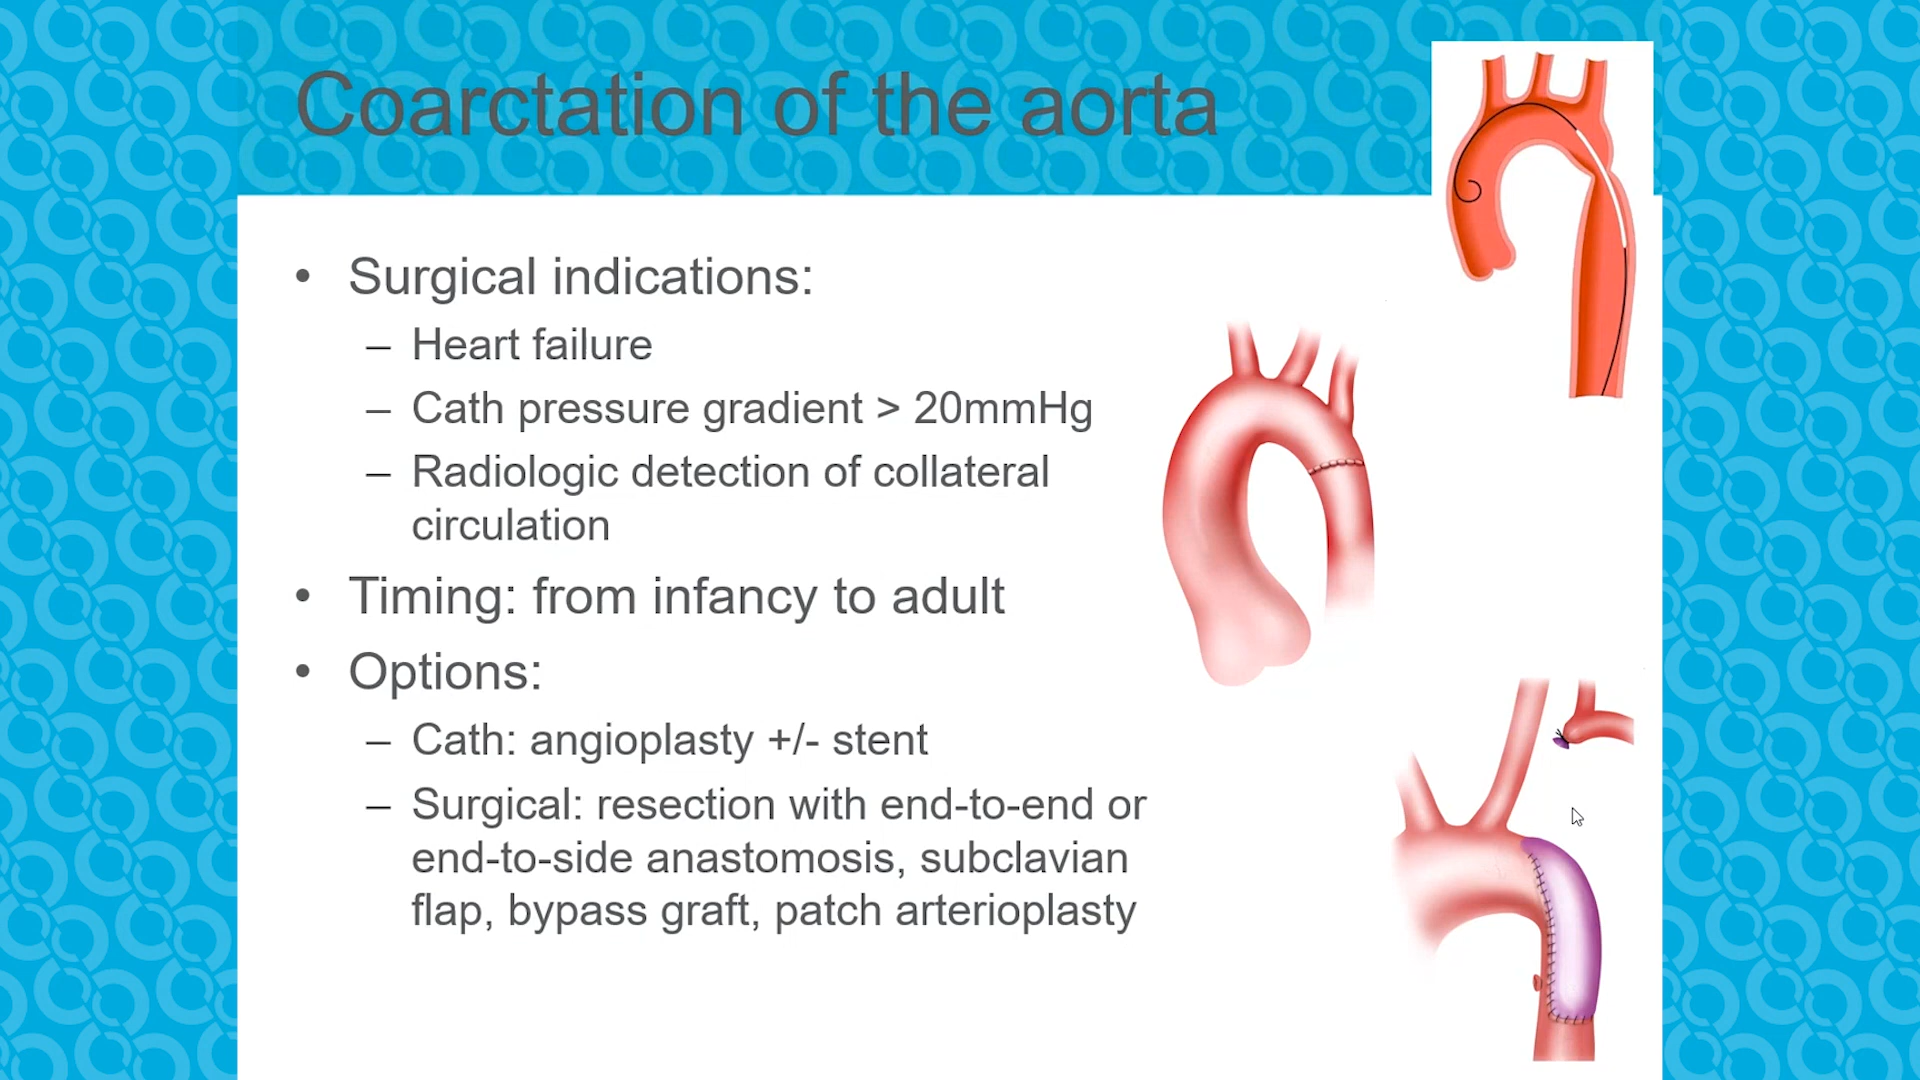 Coarctation of the aorta
• Surgical indications:
– Heart failure
– Cath pressure gradient > 20mmHg
– Radiologic detection of collateral
circulation
• Timing: from infancy to adult
• Options:
– Cath: angioplasty +/- stent
– Surgical: resection with end-to-end or
end-to-side anastomosis, subclavian
flap, bypass graft, patch arterioplasty